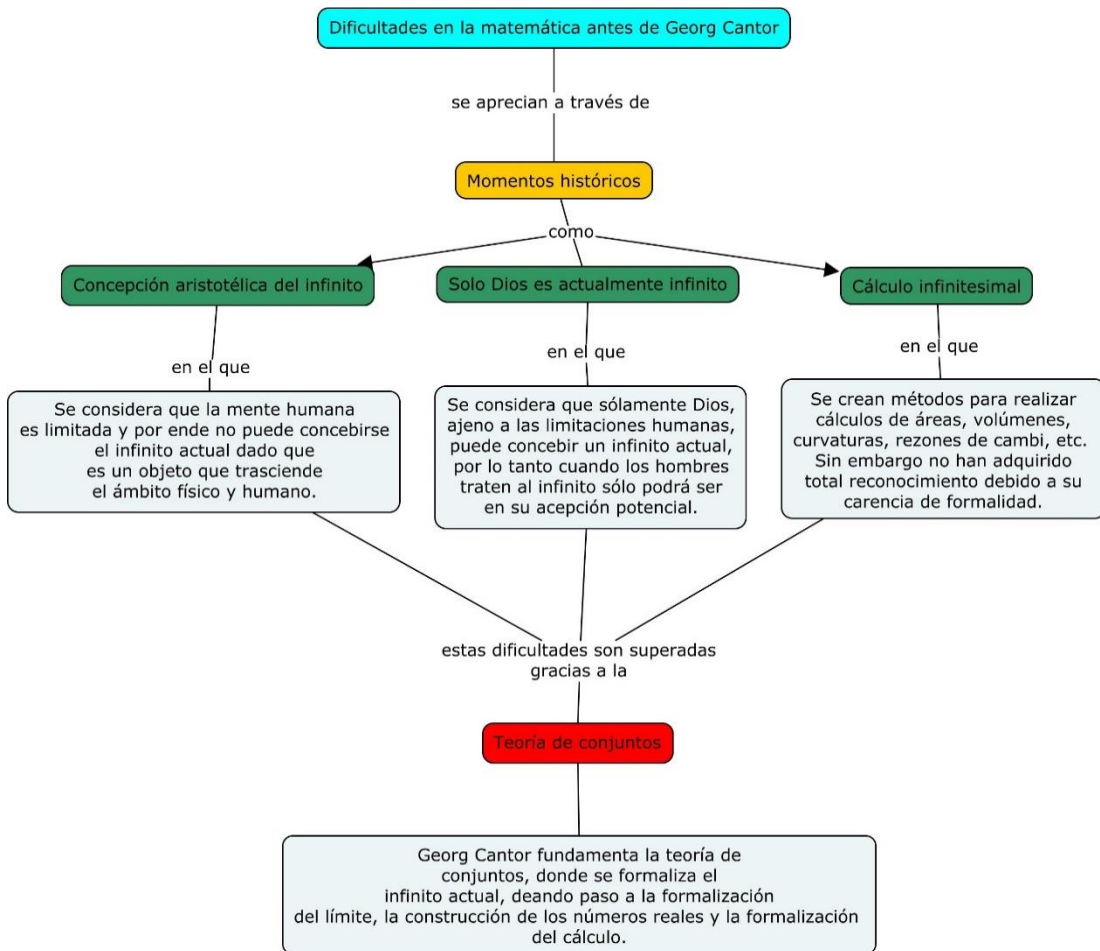 Dificultades en la matemática antes de Georg Cantor
se aprecian a través de
Momentos históricos
como
Concepción aristotélica del infinito
Solo Dios es actualmente infinito
Cálculo infinitesimal
en el que
en el que
en el que
Se considera que la mente humana
es limitada y por ende no puede concebirse
el infinito actual dado que
es un objeto que trasciende
el ámbito físico y humano.
Se considera que sólamente Dios,
ajeno a las limitaciones humanas,
puede concebir un infinito actual,
por lo tanto cuando los hombres
traten al infinito sólo podrá ser
en su acepción potencial.
Se crean métodos para realizar
cálculos de áreas, volúmenes,
curvaturas, rezones de cambi, etc.
Sin embargo no han adquirido
total reconocimiento debido a su
carencia de formalidad.
estas dificultades son superadas
gracias a la
Teoría de conjuntos
Georg Cantor fundamenta la teoría de
conjuntos, donde se formaliza el
infinito actual, deando paso a la formalización
del límite, la construcción de los números reales y la formalización
del cálculo.